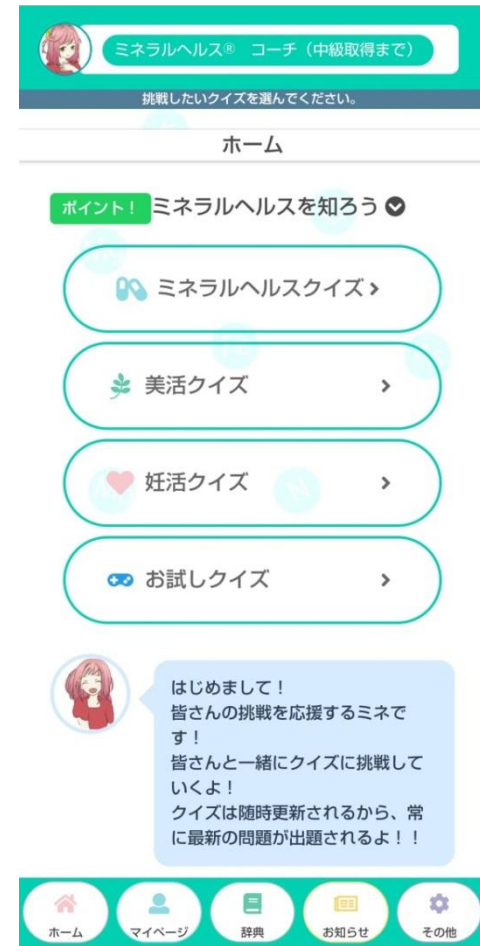 ミネラルヘルス® コーチ（中級取得まで）
挑戦したいクイズを選んでください。
ホーム
ポイント！ ミネラルヘルスを知ろう
ミネラルヘルスクイズ
美活クイズ
妊活クイズ
お試しクイズ
はじめまして！
皆さんの挑戦を応援するミネで
す！
皆さんと一緒にクイズに挑戦して
いくよ！
クイズは随時更新されるから、常
に最新の問題が出題されるよ！！
ホーム マイページ 辞典 お知らせ その他